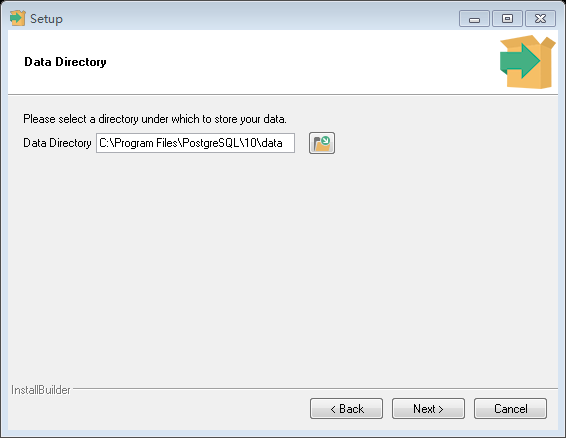 Setup
Data Directory
Please select a directory under which to store your data.
Data Directory C:\Program Files\PostgreSQL\10\data
InstallBuilder
< Back Next > Cancel